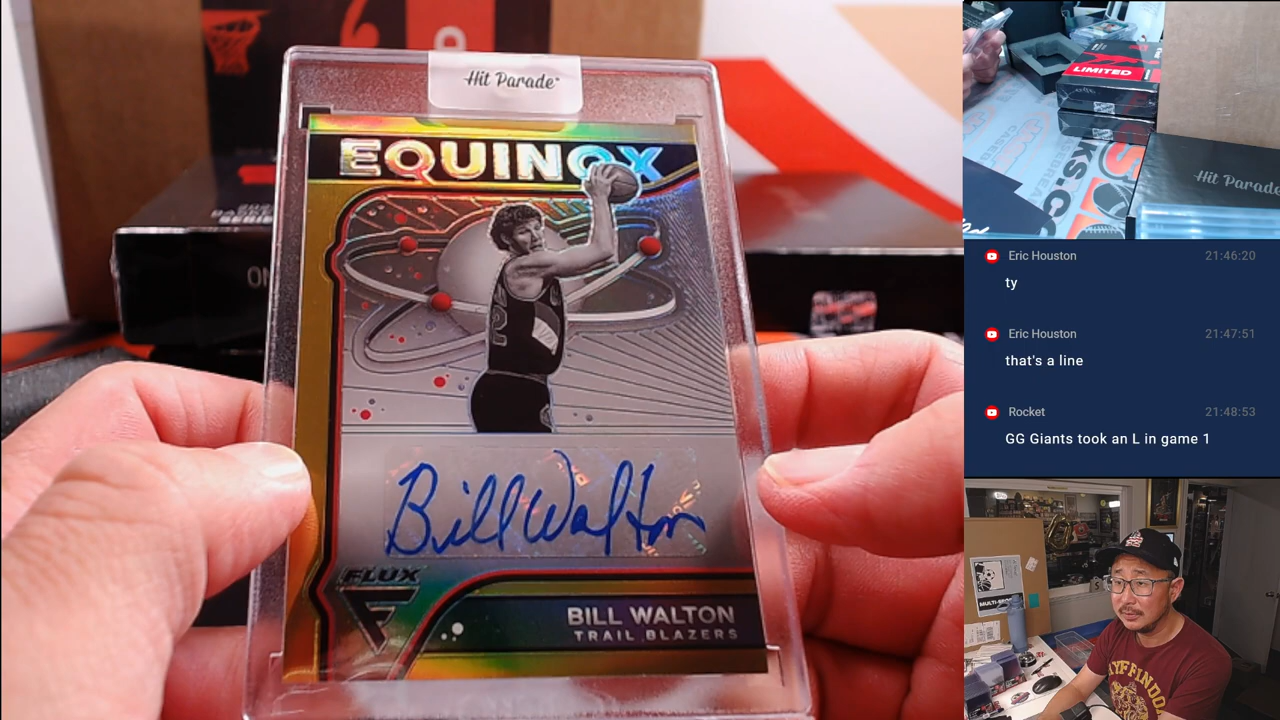 Hit Parade
EQUINOX
Bill Walton
FLUX
BILL WALTON
TRAIL BLAZERS
LIMITED
Hit Parade
Eric Houston
21:46:20
ty
Eric Houston
21:47:51
that's a line
Rocket
21:48:53
GG Giants took an L in game 1